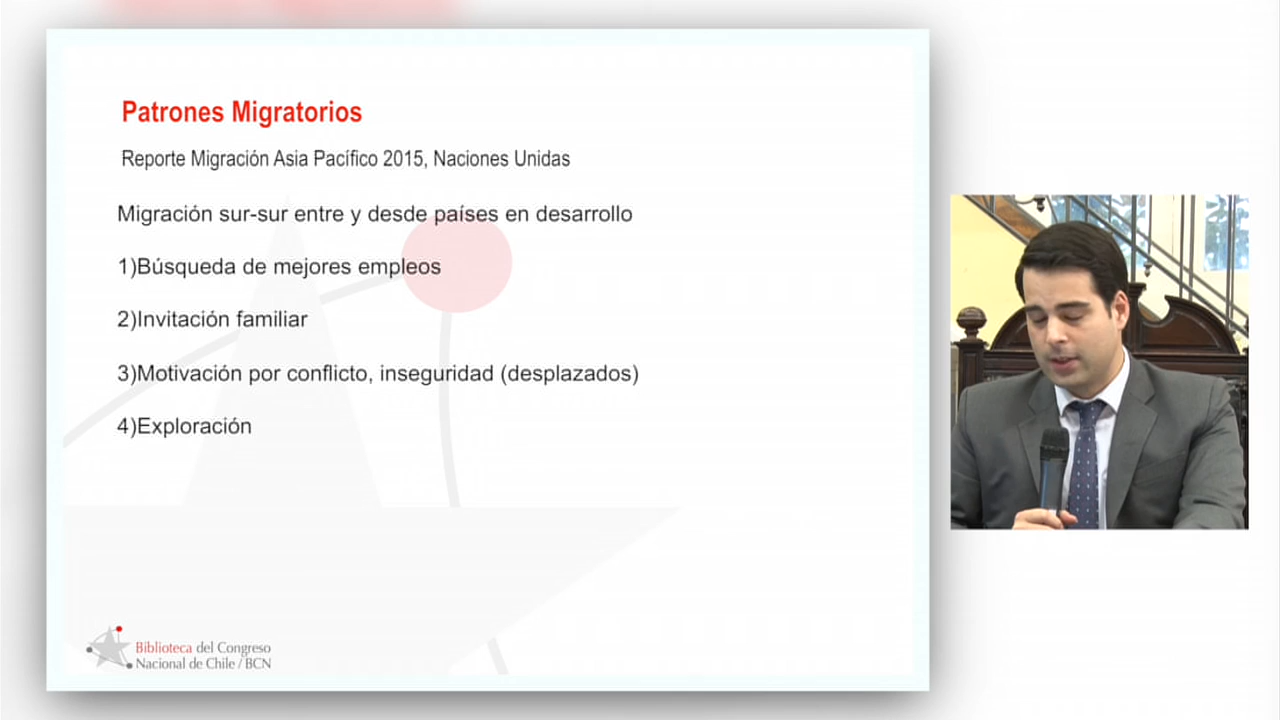 Patrones Migratorios
Reporte Migración Asia Pacífico 2015, Naciones Unidas
Migración sur-sur entre y desde países en desarrollo
1)Búsqueda de mejores empleos
2)Invitación familiar
3)Motivación por conflicto, inseguridad (desplazados)
4)Exploración
Biblioteca del Congreso
Nacional de Chile / BCN